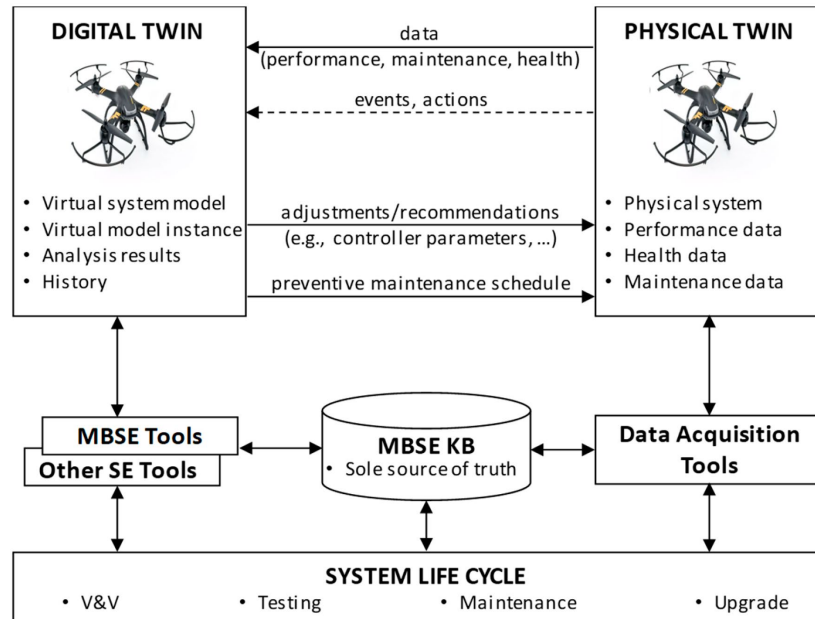 DIGITAL TWIN
• Virtual system model
• Virtual model instance
• Analysis results
• History
data
(performance, maintenance, health)
events, actions
adjustments/recommendations
(e.g., controller parameters, ...)
preventive maintenance schedule
PHYSICAL TWIN
• Physical system
• Performance data
• Health data
• Maintenance data
MBSE Tools
Other SE Tools
MBSE KB
• Sole source of truth
Data Acquisition
Tools
SYSTEM LIFE CYCLE
• V&V • Testing • Maintenance • Upgrade